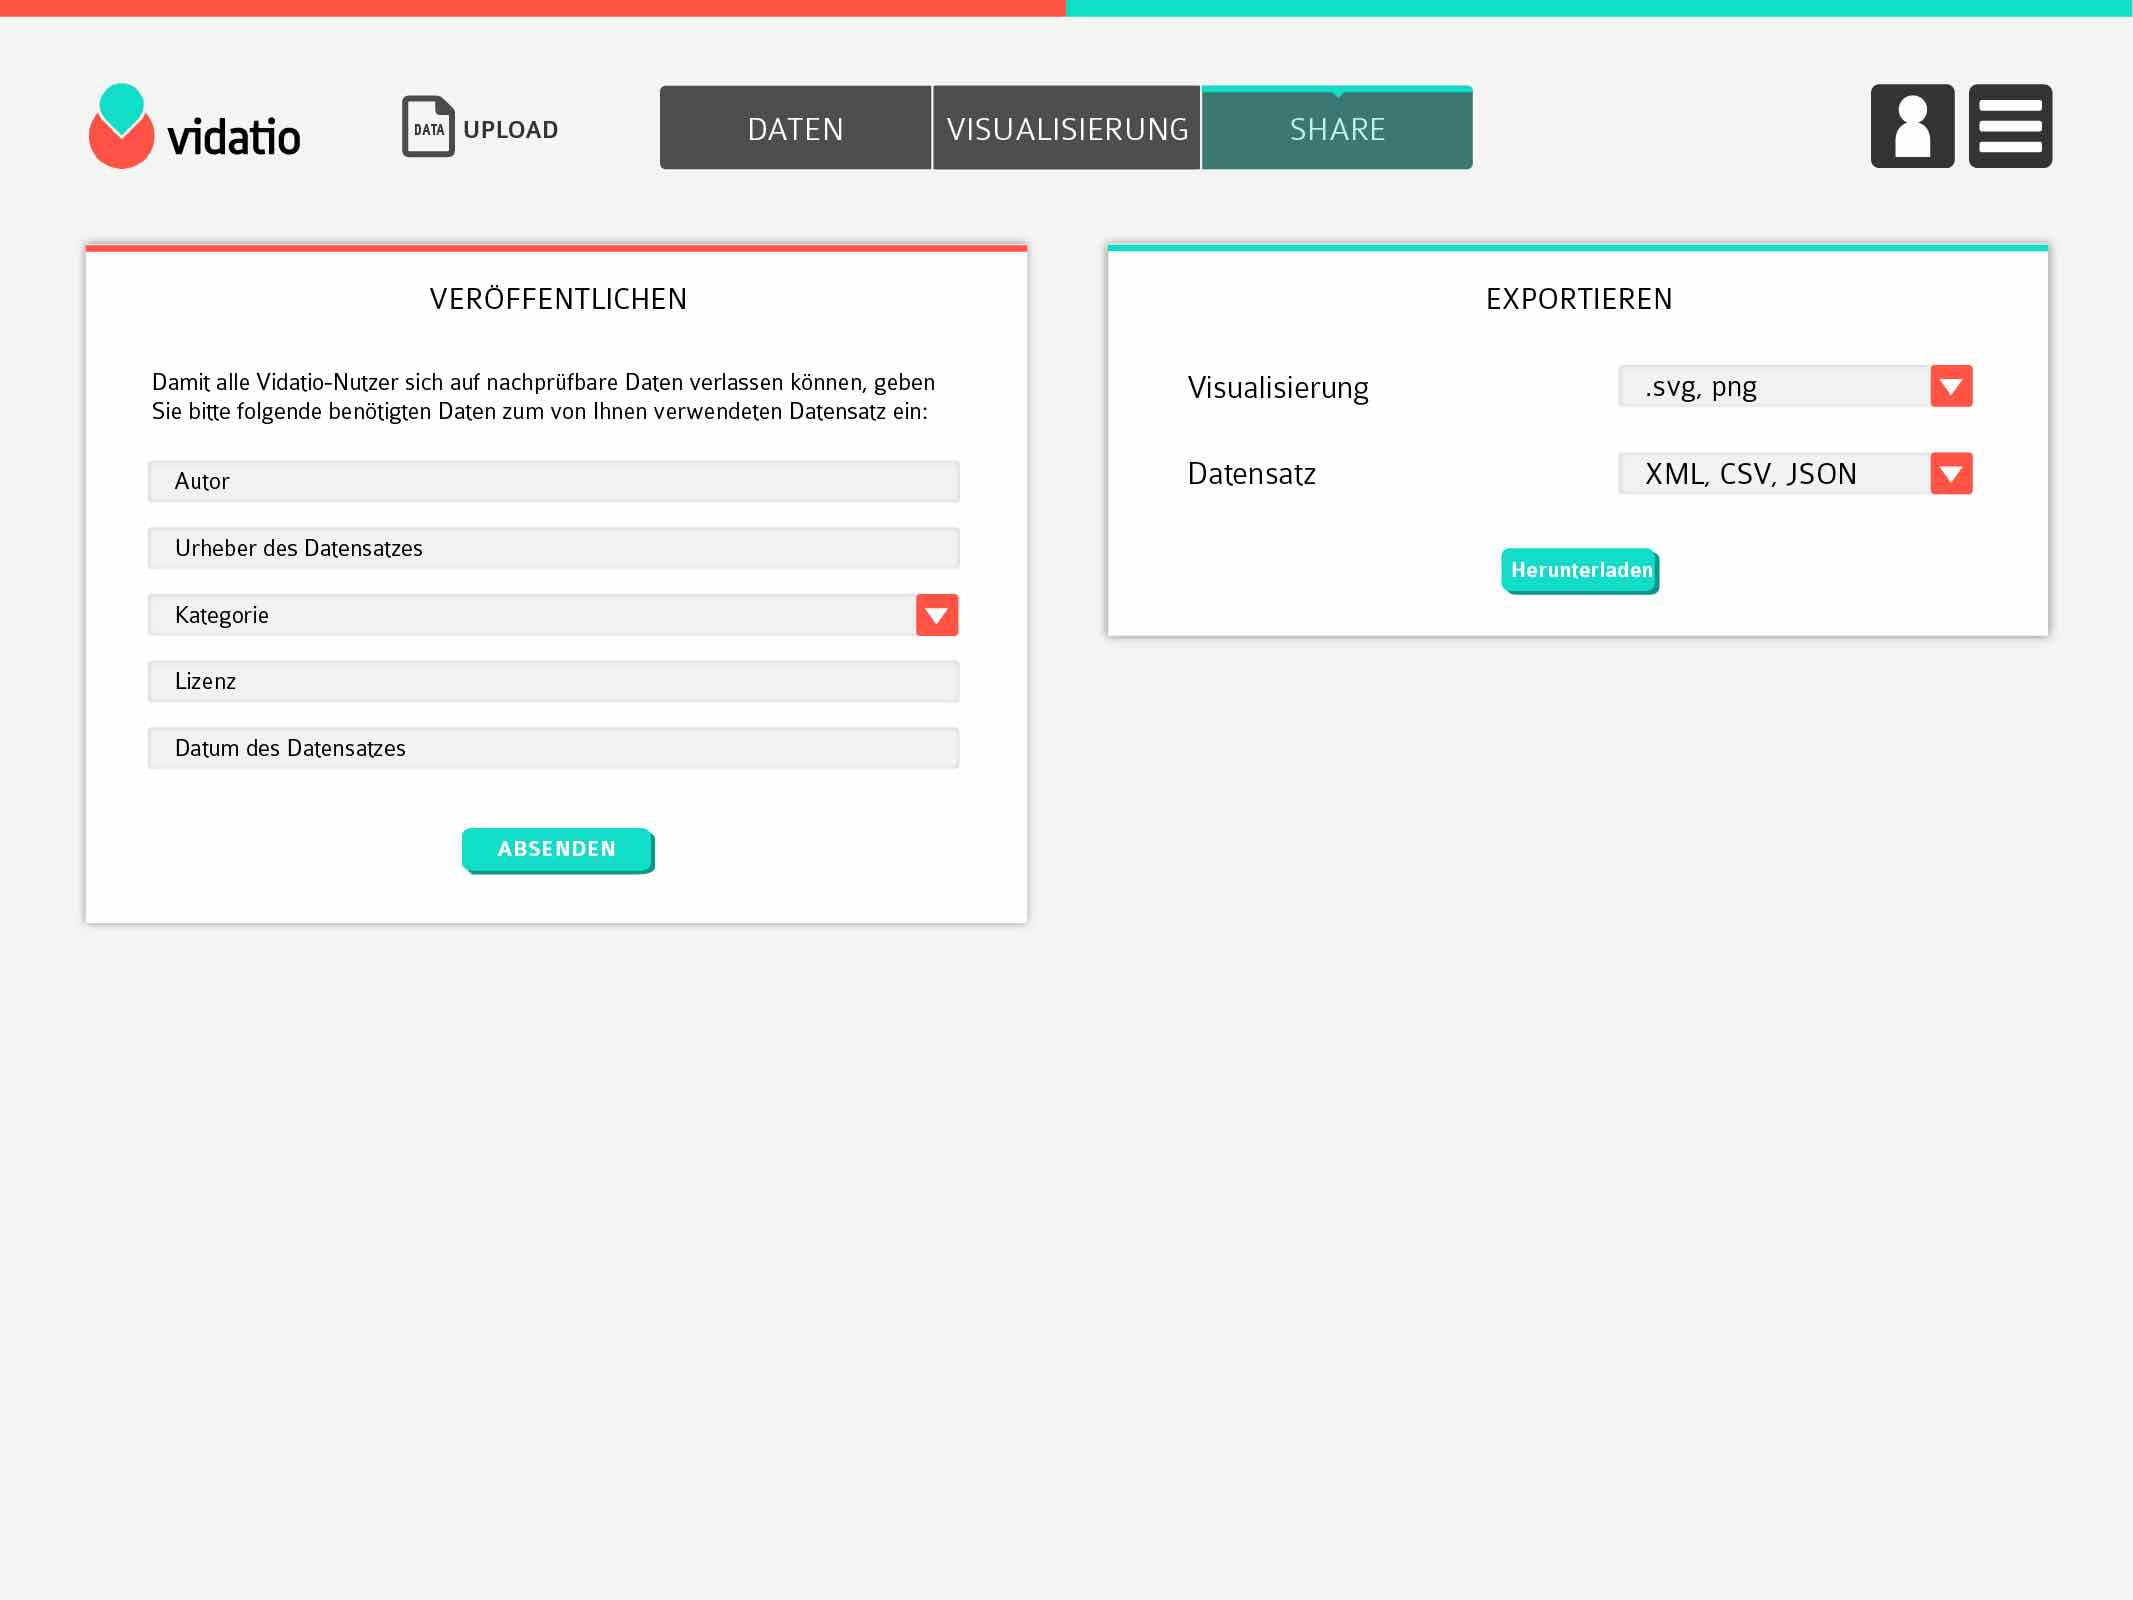 vidatio
DATA
UPLOAD
DATEN
VISUALISIERUNG
SHARE
VERÖFFENTLICHEN
Damit alle Vidatio-Nutzer sich auf nachprüfbare Daten verlassen können, geben
Sie bitte folgende benötigten Daten zum von Ihnen verwendeten Datensatz ein:
Autor
Urheber des Datensatzes
Kategorie
Lizenz
Datum des Datensatzes
ABSENDEN
EXPORTIEREN
Visualisierung
.svg, png
Datensatz
XML, CSV, JSON
Herunterladen